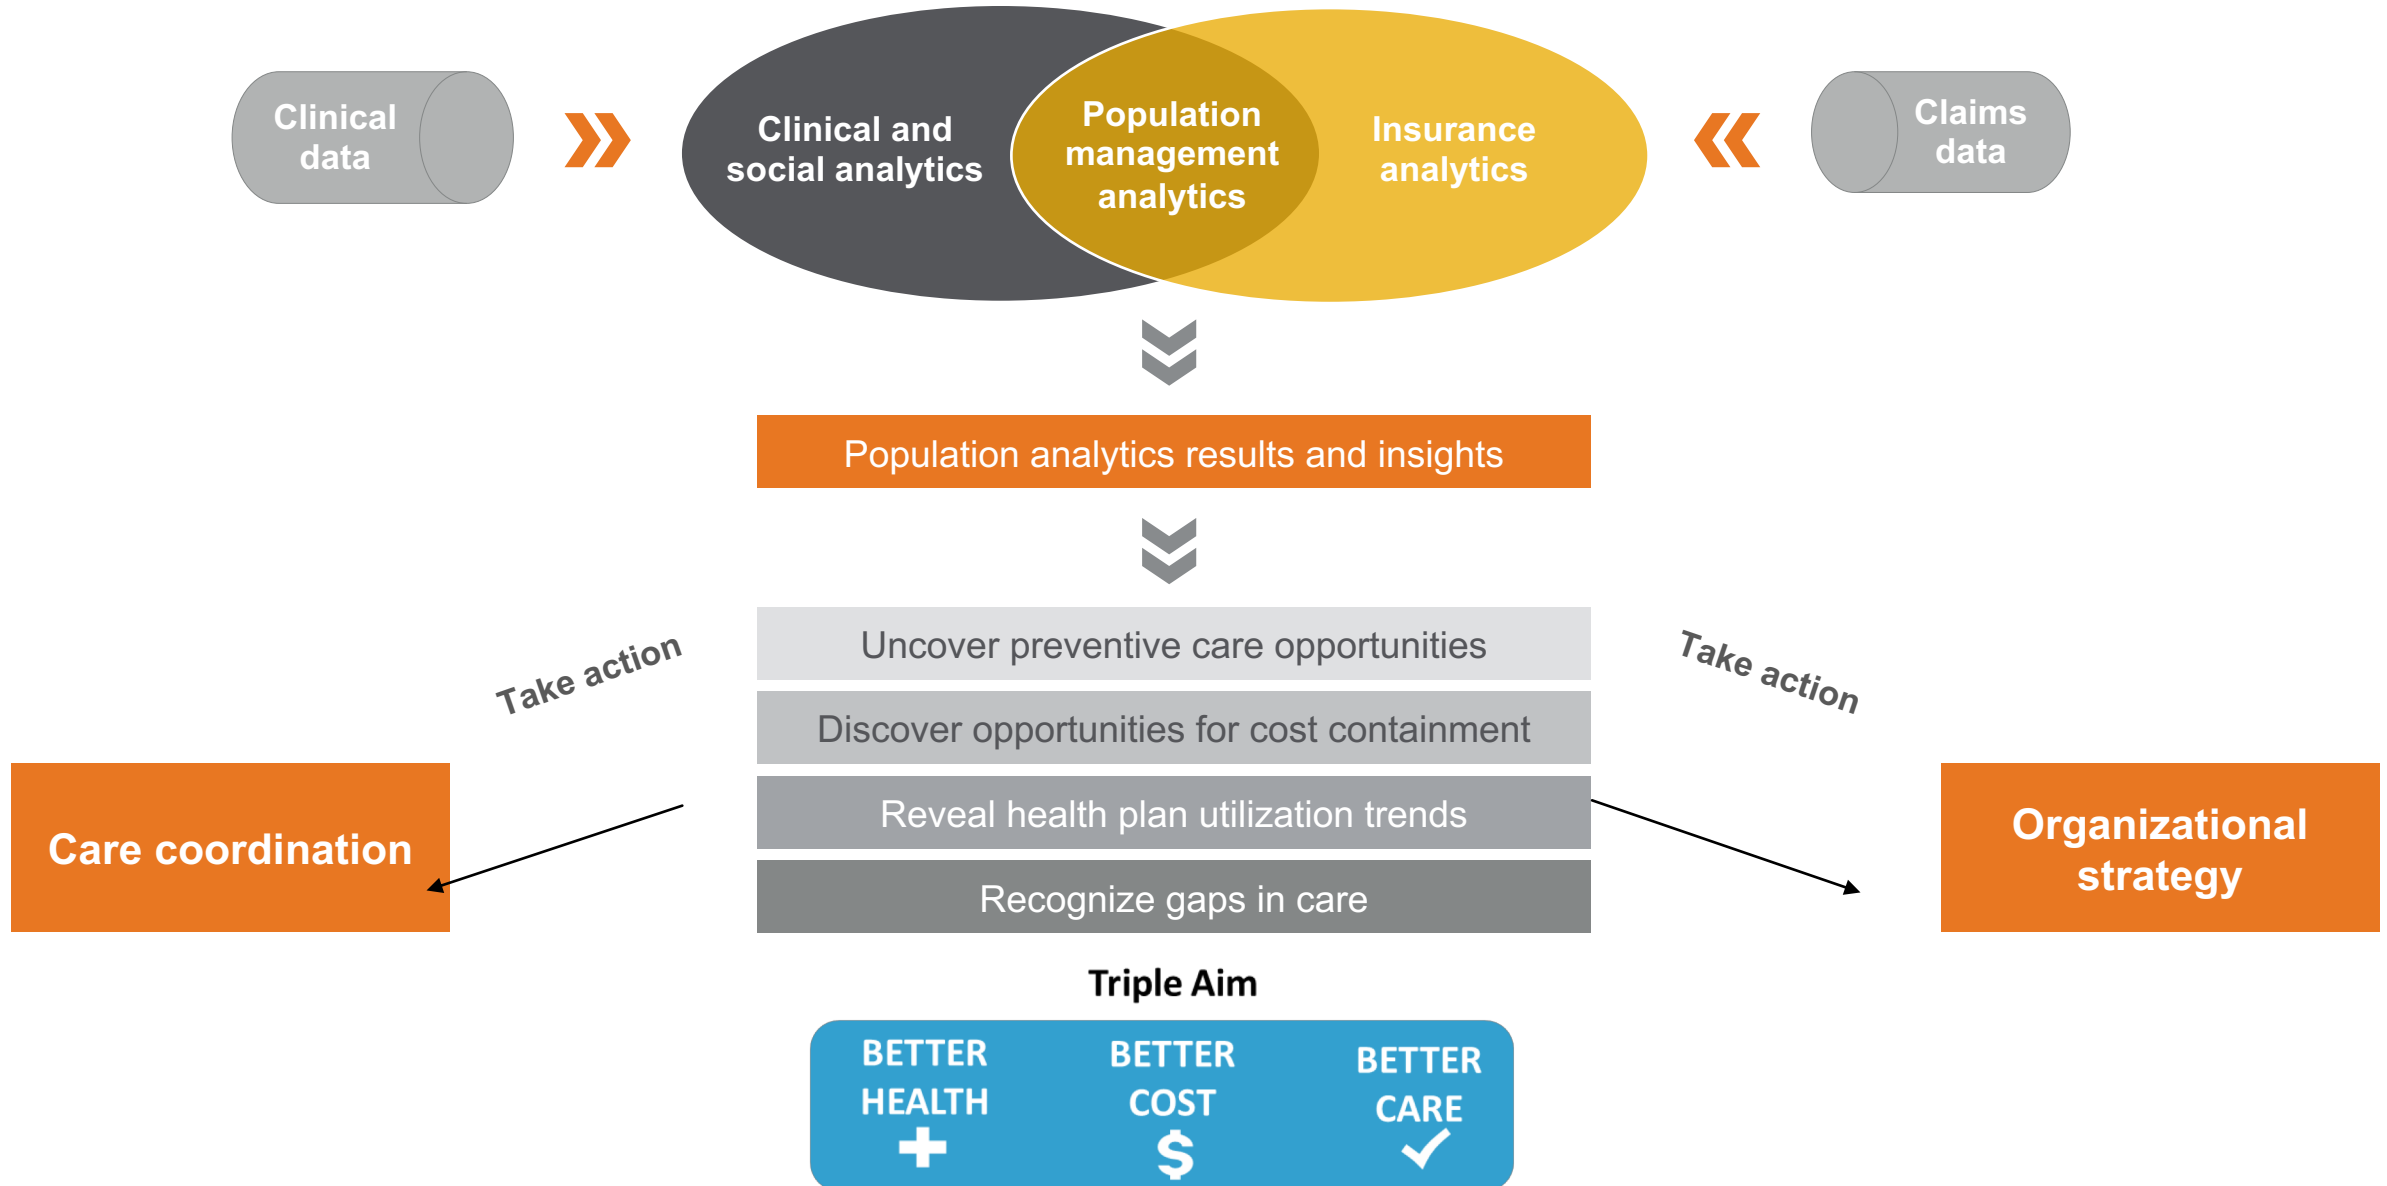 Clinical
data
Clinical and
social analytics
Population
management
analytics
Insurance
analytics
Claims
data
Population analytics results and insights
Take action
Uncover preventive care opportunities
Take action
Discover opportunities for cost containment
Reveal health plan utilization trends
Recognize gaps in care
Care coordination
Organizational
strategy
Triple Aim
BETTER
HEALTH
BETTER
COST
$
BETTER
CARE